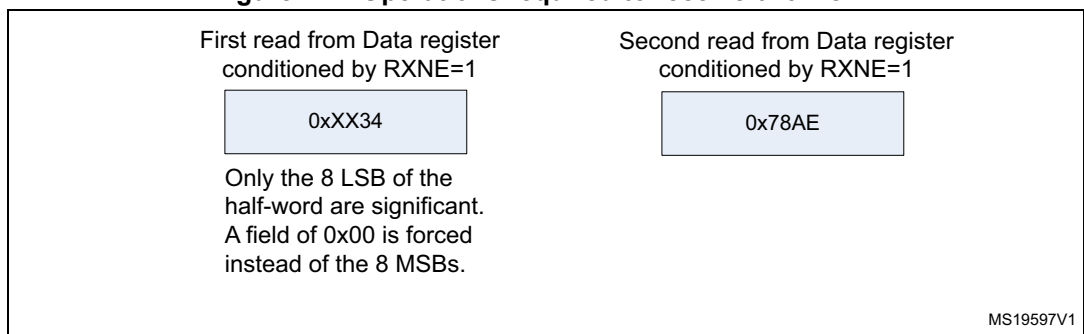 First read from Data register
conditioned by RXNE=1
0xXX34
Only the 8 LSB of the
half-word are significant.
A field of 0x00 is forced
instead of the 8 MSBs.
Second read from Data register
conditioned by RXNE=1
0x78AE
MS19597V1